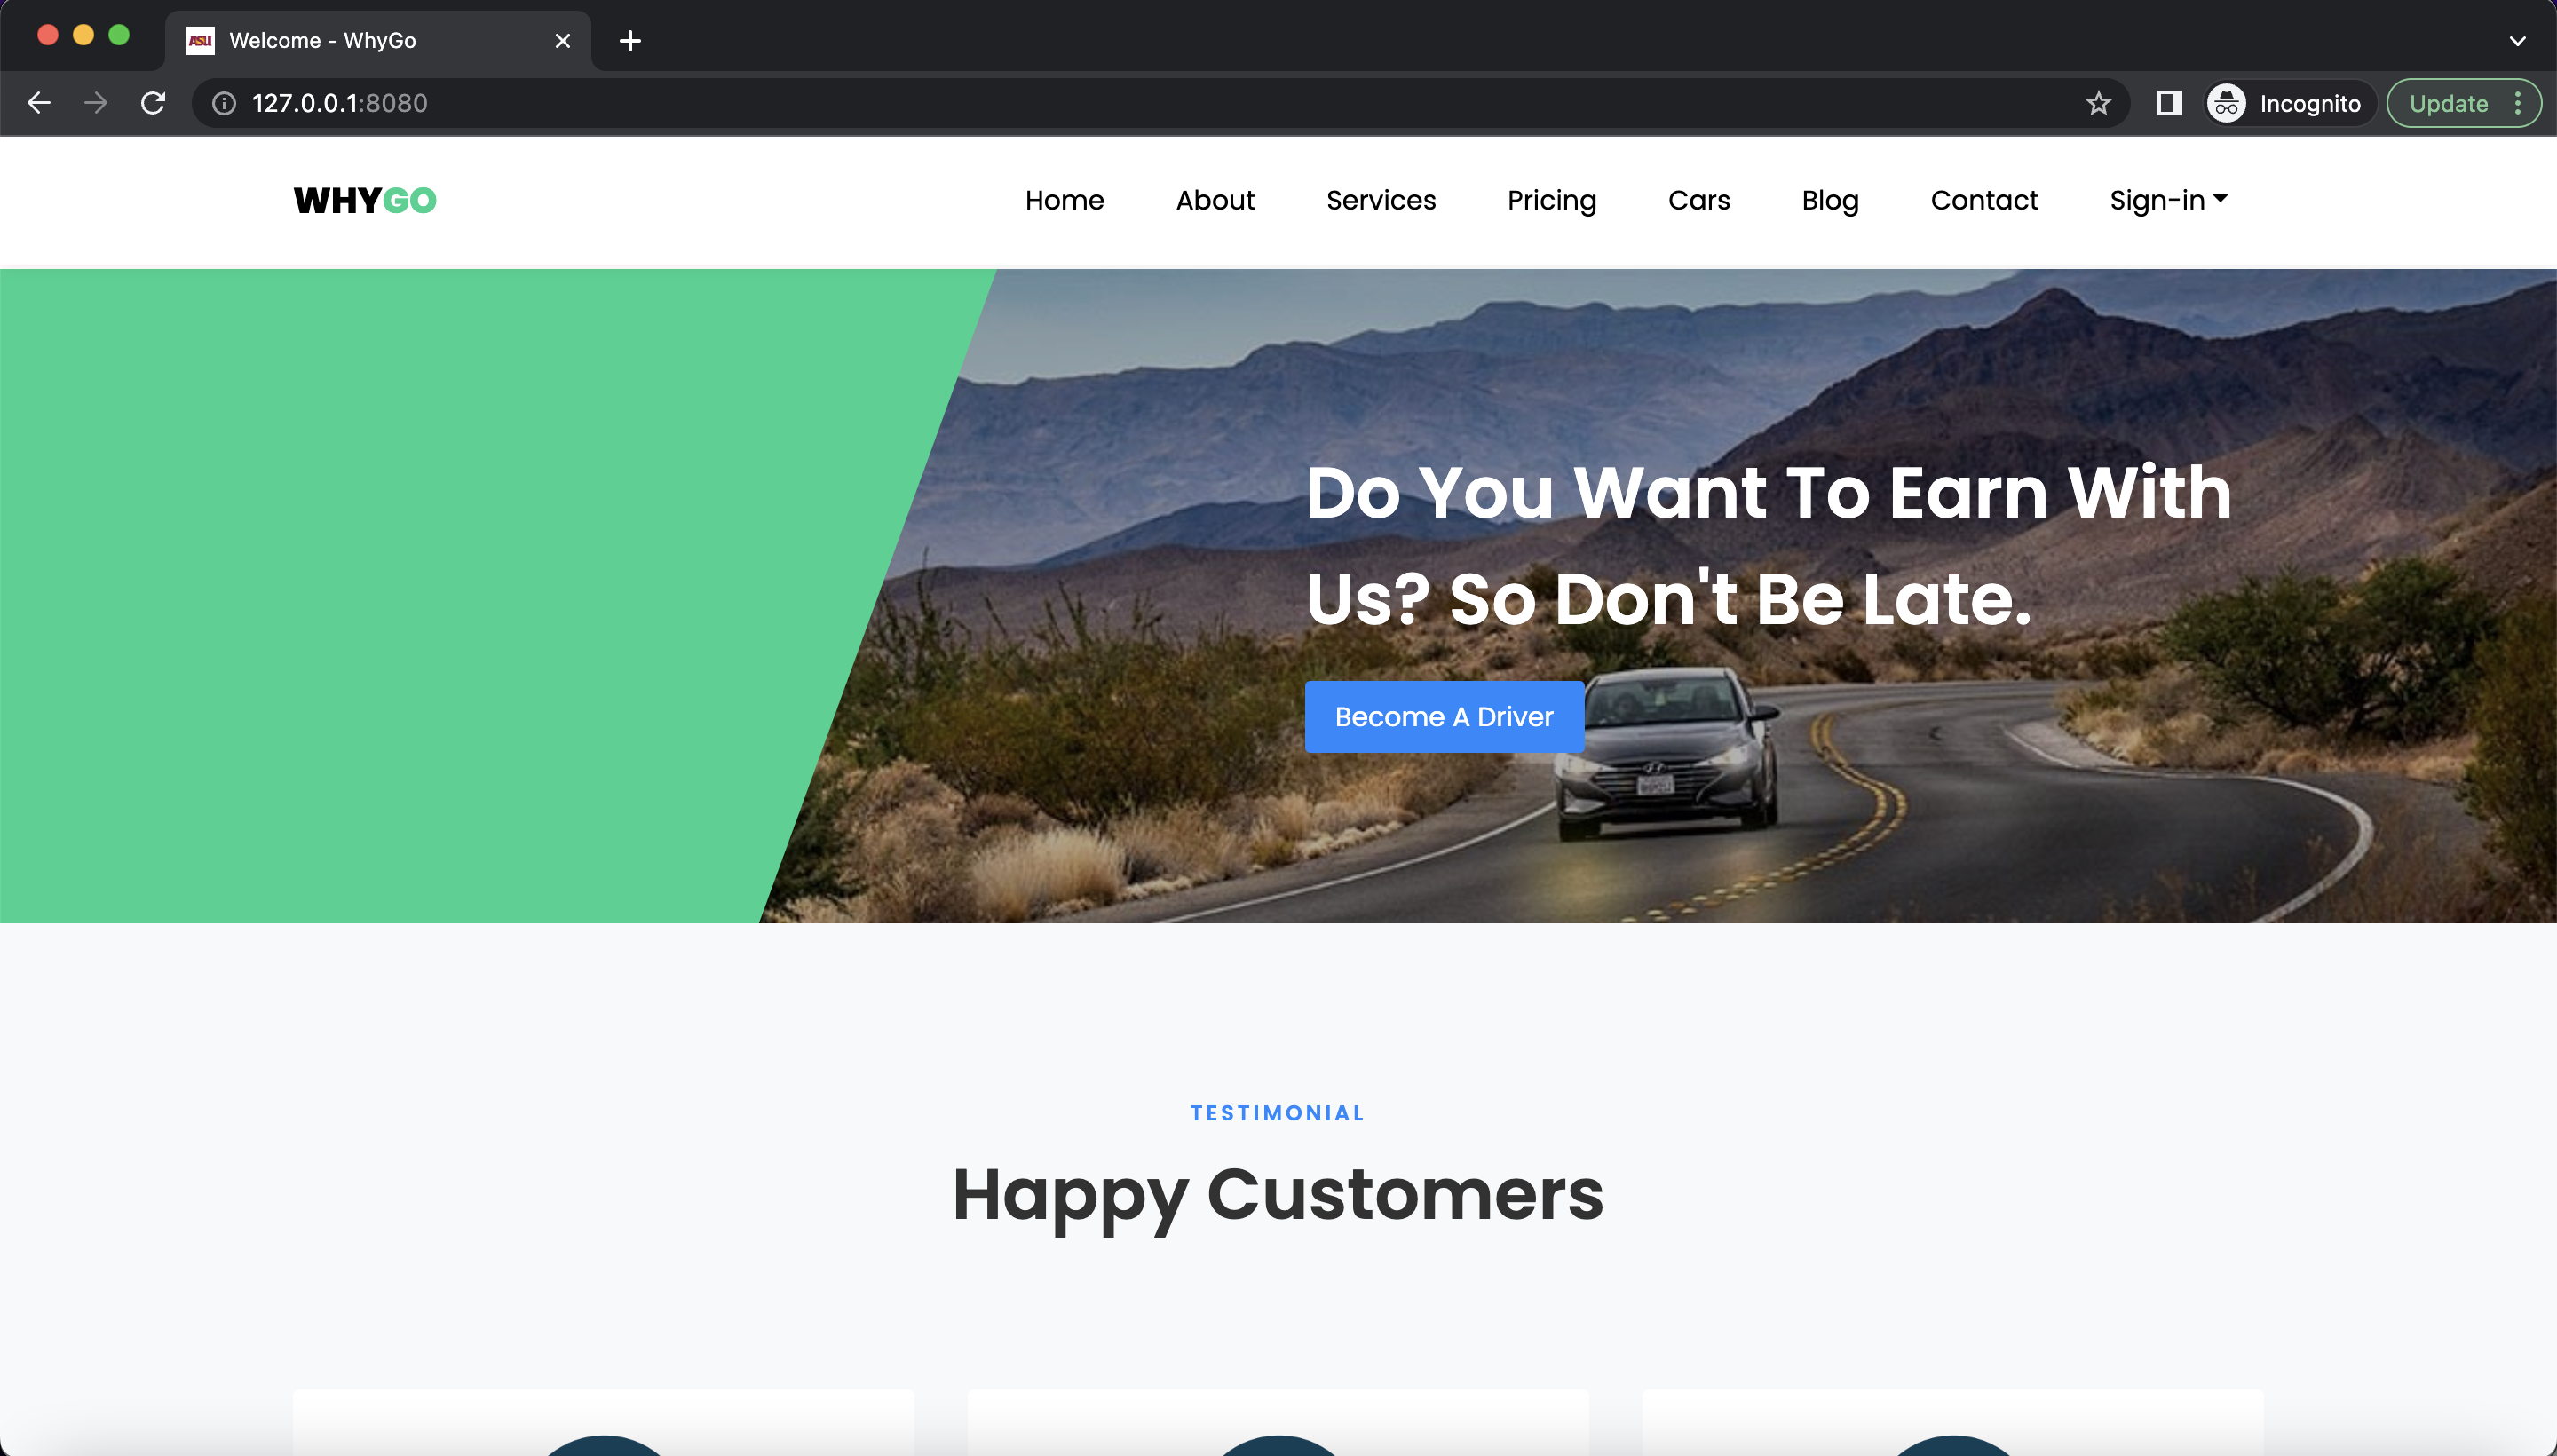 ASU Welcome - WhyGo
127.0.0.1:8080
Incognito
Update
WHYGO
Home About Services Pricing Cars Blog Contact Sign-in
Do You Want To Earn With
Us? So Don't Be Late.
Become A Driver
TESTIMONIAL
Happy Customers